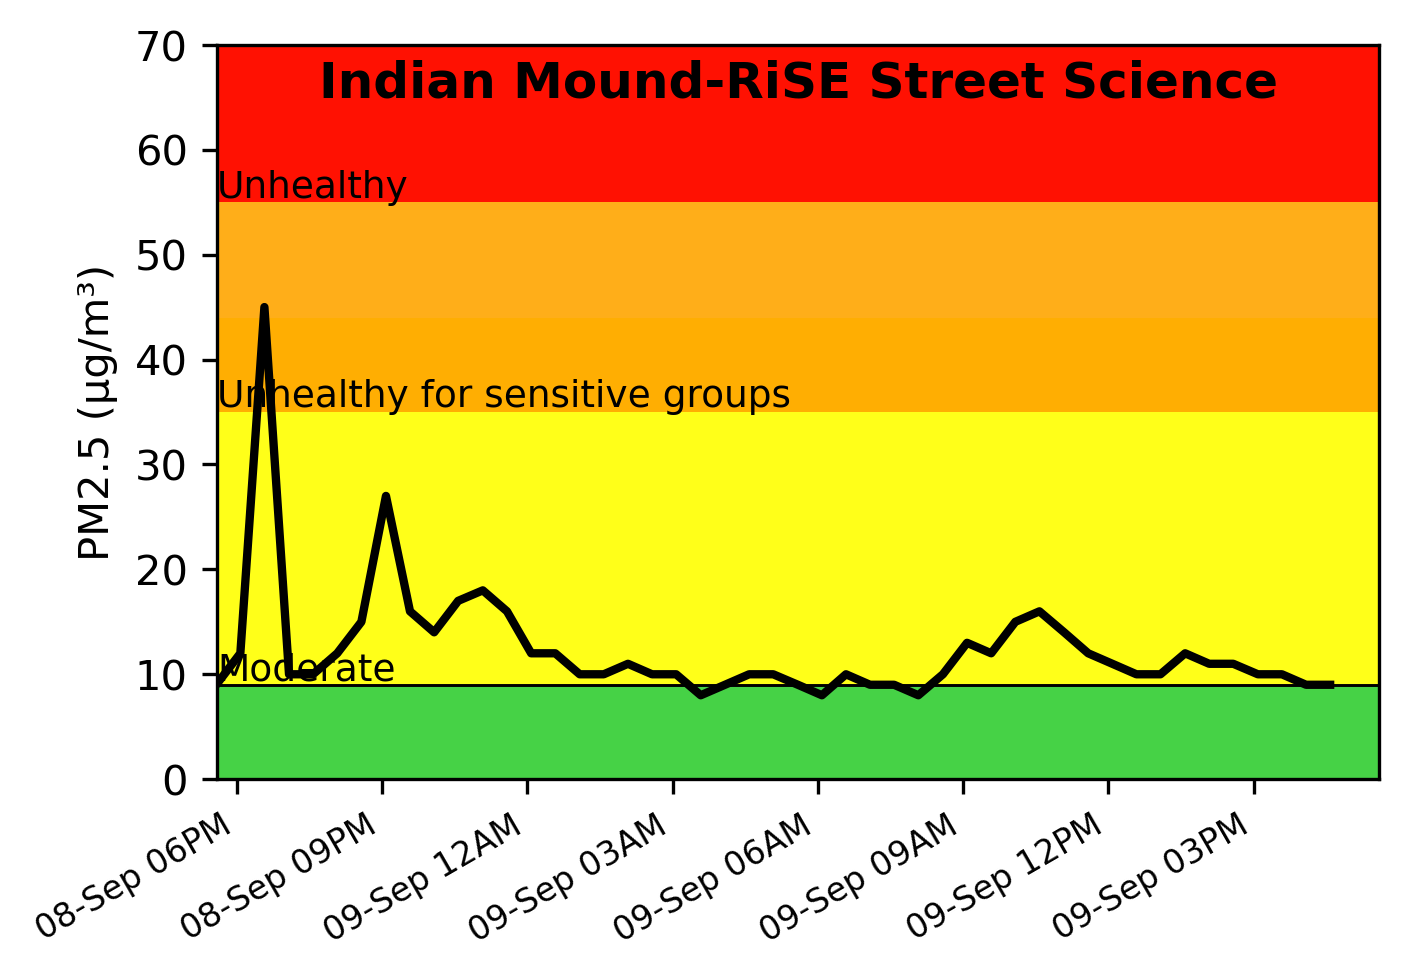 Indian Mound-RiSE Street Science
70
60
Unhealthy
50
40
Unhealthy for sensitive groups
30
20
Moderate
10
0
PM2.5 (µg/m³)
08-Sep 06PM
08-Sep 09PM
09-Sep 12AM
09-Sep 03AM
09-Sep 06AM
09-Sep 09AM
09-Sep 12PM
09-Sep 03PM